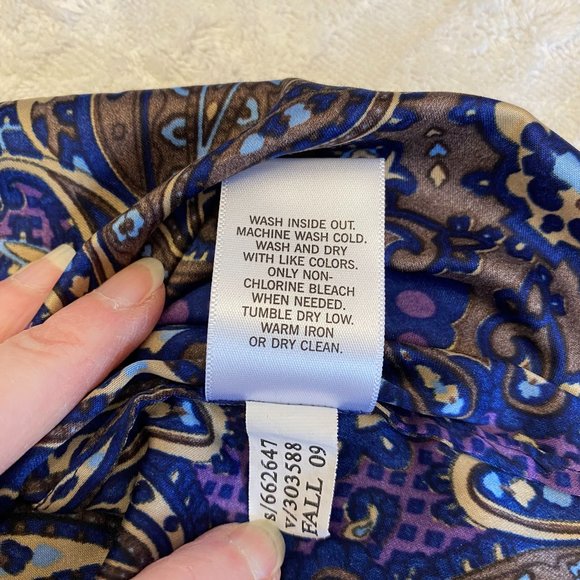 WASH INSIDE OUT.
MACHINE WASH COLD.
WASH AND DRY
WITH LIKE COLORS.
ONLY NON-
CHLORINE BLEACH
WHEN NEEDED.
TUMBLE DRY LOW.
WARM IRON
OR DRY CLEAN.
s/662647
v/303588
FALL 09